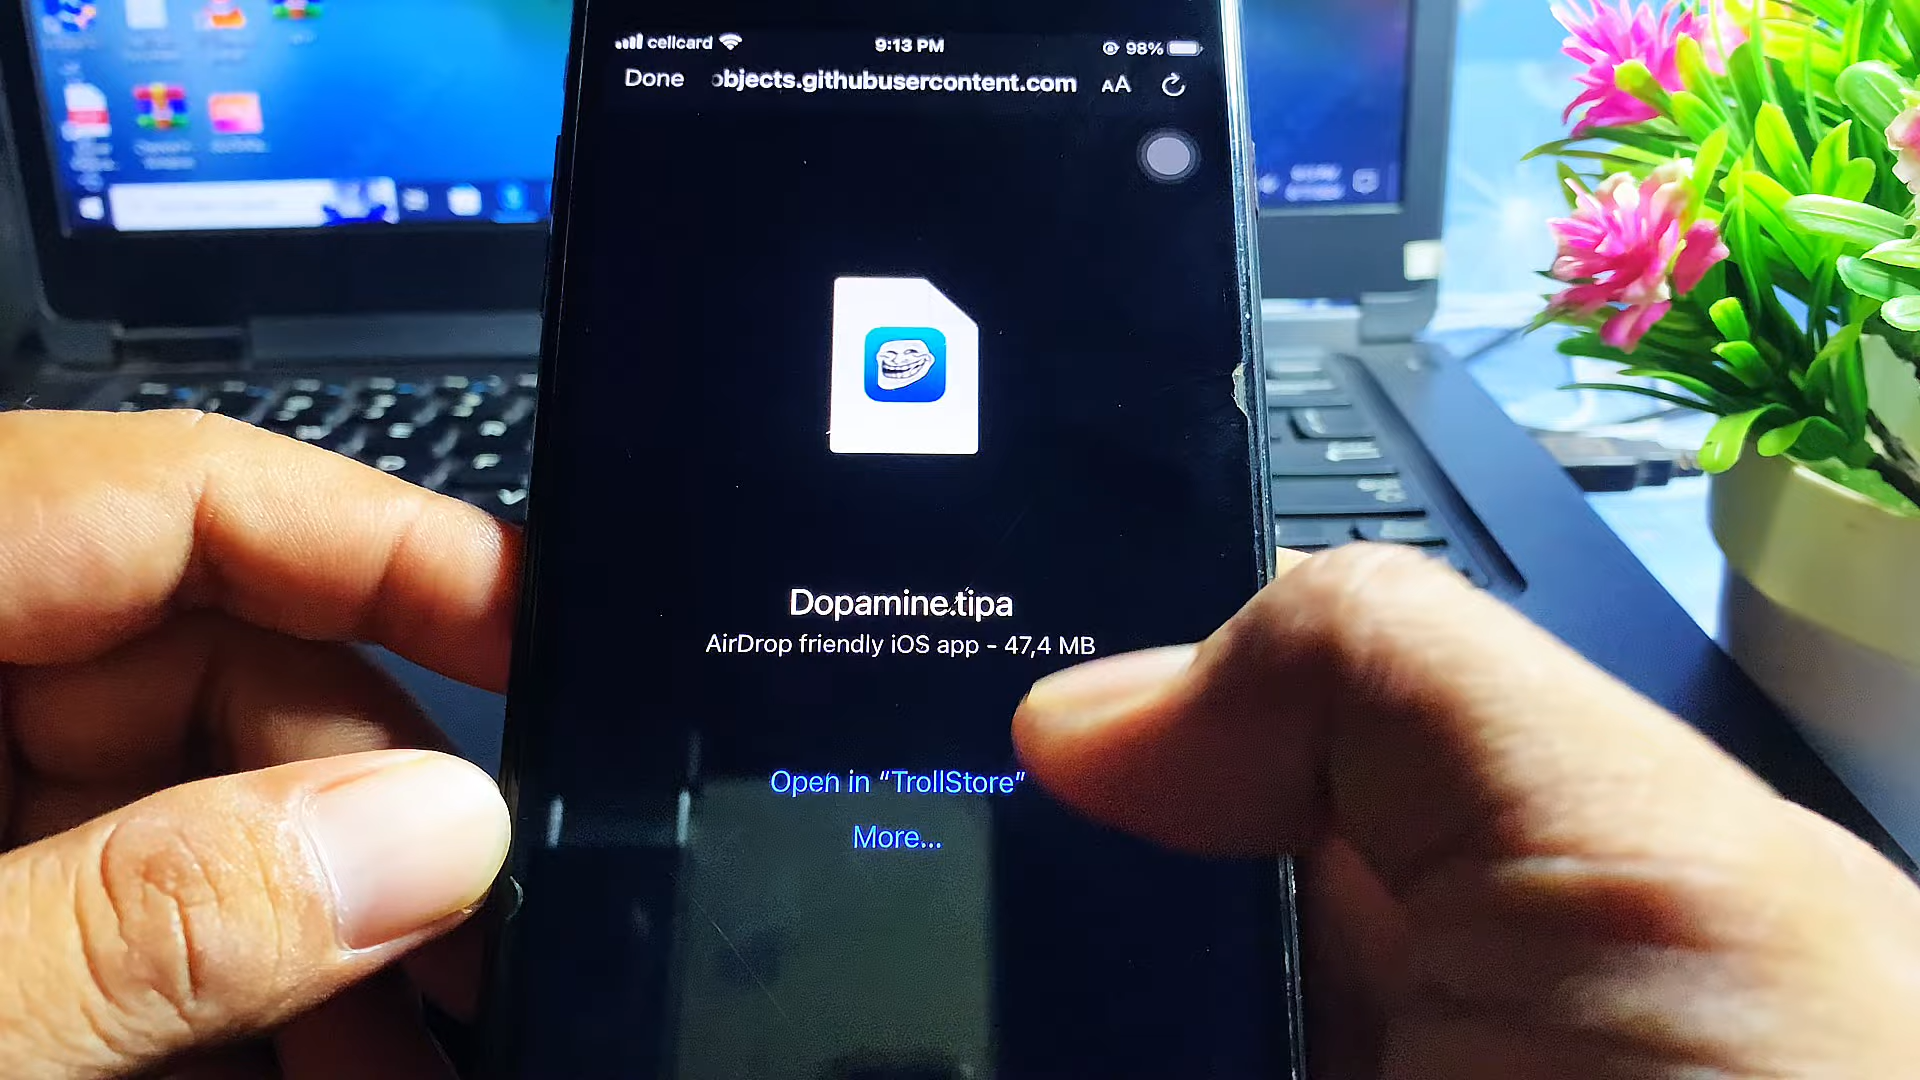 cellcard 9:13 PM 98%
Done objects.githubusercontent.com AA
Dopamine.tipa
AirDrop friendly iOS app - 47,4 MB
Open in “TrollStore”
More...